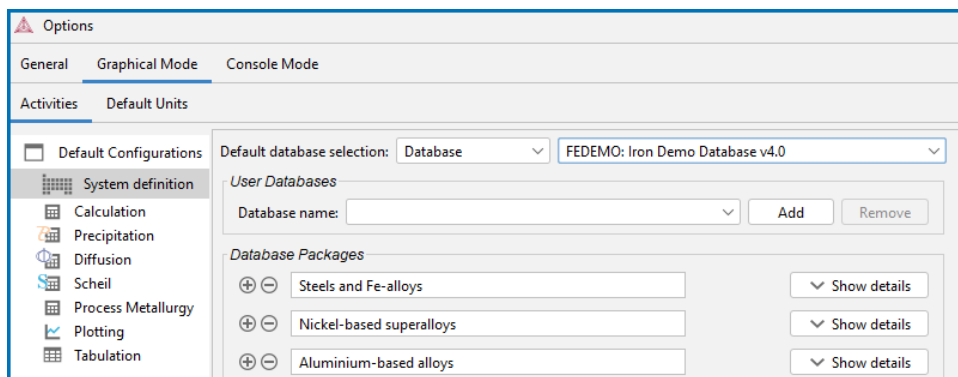 Options
General Graphical Mode Console Mode
Activities Default Units
Default Configurations
System definition
Calculation
Precipitation
Diffusion
Scheil
Process Metallurgy
Plotting
Tabulation
Default database selection: Database FEDEMO: Iron Demo Database v4.0
User Databases
Database name: Add Remove
Database Packages
Steels and Fe-alloys Show details
Nickel-based superalloys Show details
Aluminium-based alloys Show details